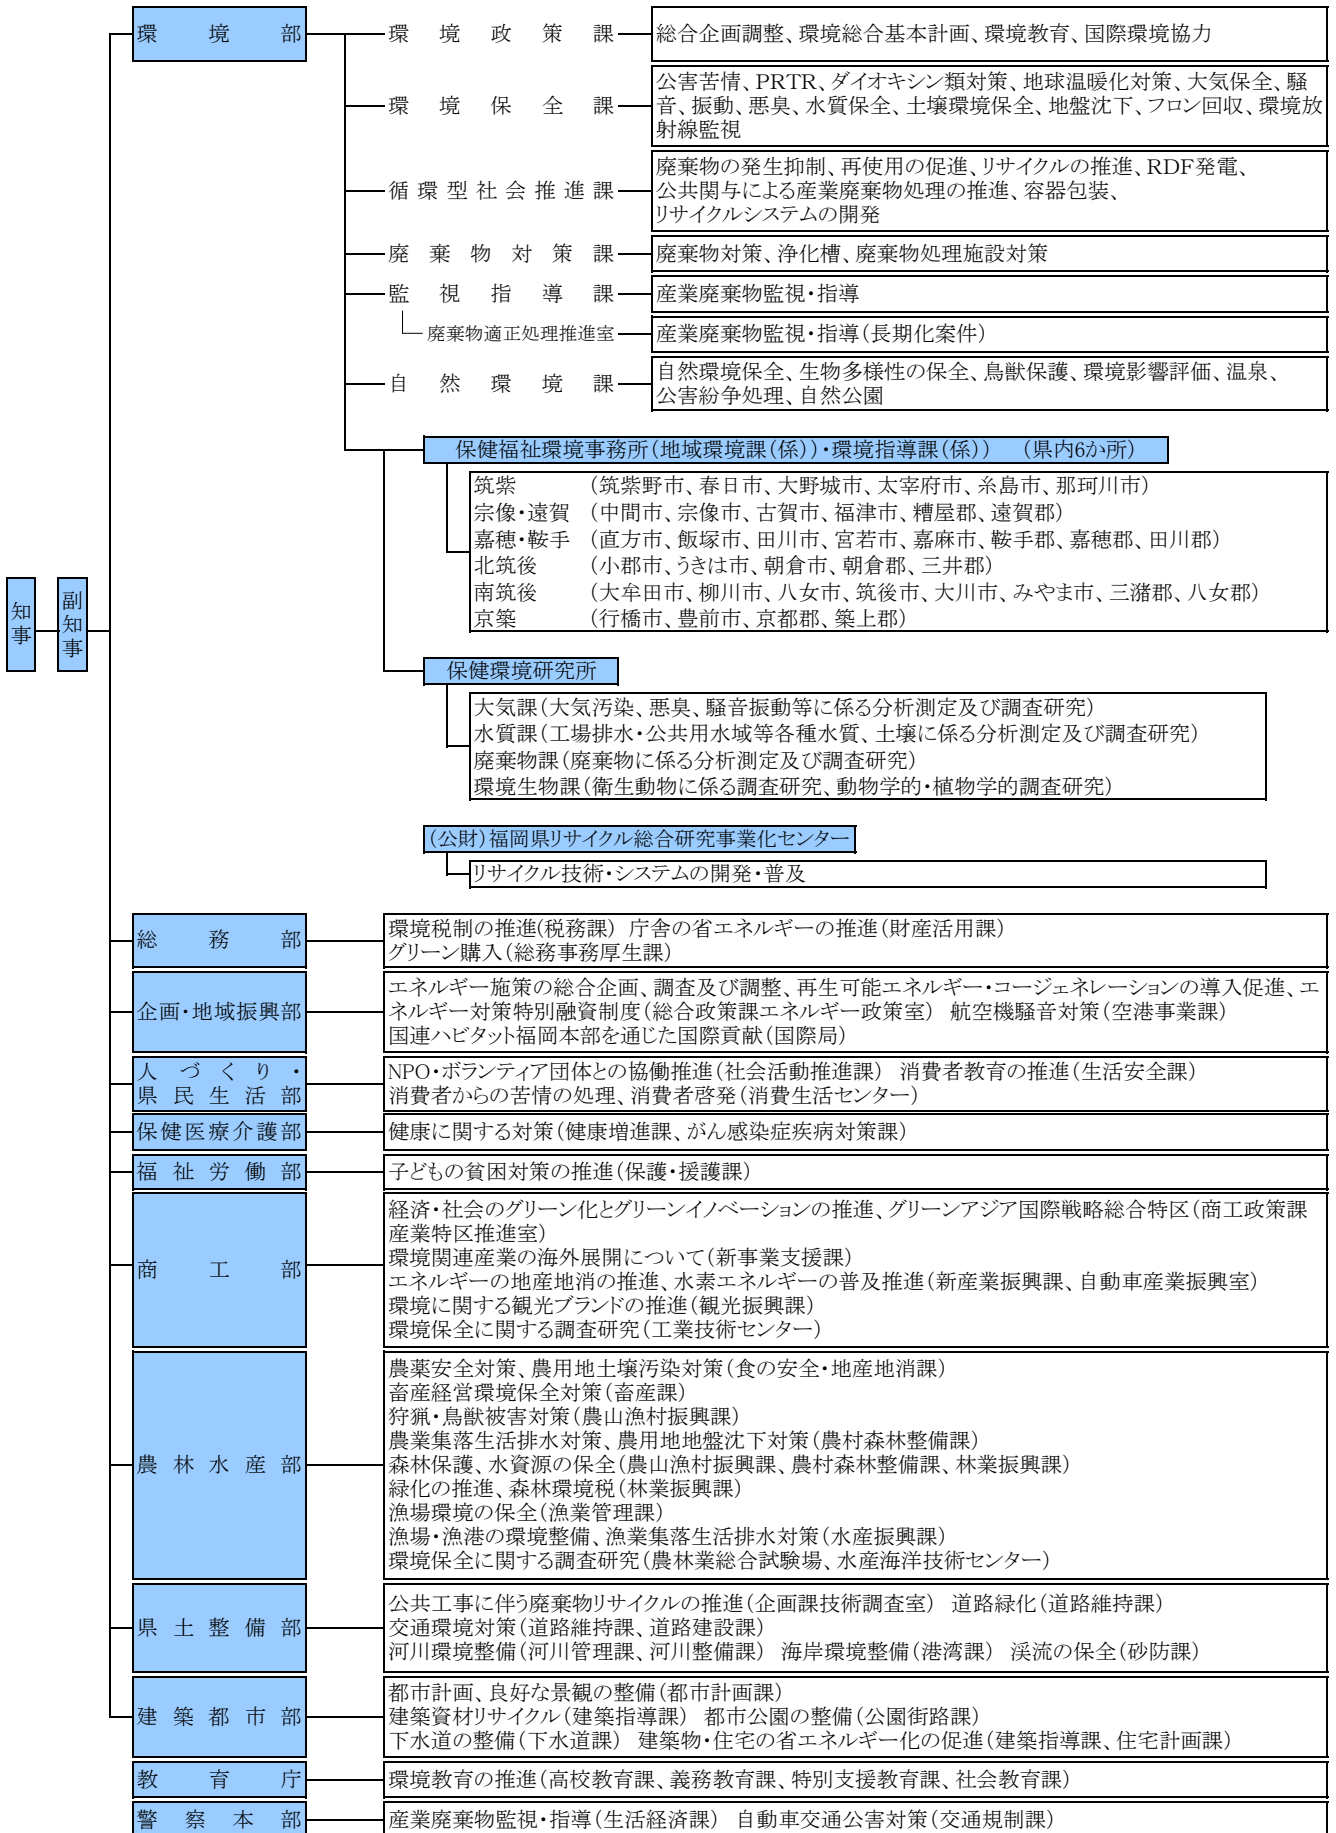 知事
副知事
環境部
環境政策課
総合企画調整、環境総合基本計画、環境教育、国際環境協力
環境保全課
公害苦情、PRTR、ダイオキシン類対策、地球温暖化対策、大気保全、騒
音、振動、悪臭、水質保全、土壌環境保全、地盤沈下、フロン回収、環境放
射線監視
循環型社会推進課
廃棄物の発生抑制、再使用の促進、リサイクルの推進、RDF発電、
公共関与による産業廃棄物処理の推進、容器包装、
リサイクルシステムの開発
廃棄物対策課
廃棄物対策、浄化槽、廃棄物処理施設対策
監視指導課
産業廃棄物監視・指導
廃棄物適正処理推進室
産業廃棄物監視・指導(長期化案件)
自然環境課
自然環境保全、生物多様性の保全、鳥獣保護、環境影響評価、温泉、
公害紛争処理、自然公園
保健福祉環境事務所(地域環境課(係))・環境指導課(係)) (県内6か所)
筑紫 (筑紫野市、春日市、大野城市、太宰府市、糸島市、那珂川市)
宗像・遠賀 (中間市、宗像市、古賀市、福津市、糟屋郡、遠賀郡)
嘉穂・鞍手 (直方市、飯塚市、田川市、宮若市、嘉麻市、鞍手郡、嘉穂郡、田川郡)
北筑後 (小郡市、うきは市、朝倉市、朝倉郡、三井郡)
南筑後 (大牟田市、柳川市、八女市、筑後市、大川市、みやま市、三潴郡、八女郡)
京築 (行橋市、豊前市、京都郡、築上郡)
保健環境研究所
大気課(大気汚染、悪臭、騒音振動等に係る分析測定及び調査研究)
水質課(工場排水・公共用水域等各種水質、土壌に係る分析測定及び調査研究)
廃棄物課(廃棄物に係る分析測定及び調査研究)
環境生物課(衛生動物に係る調査研究、動物学的・植物学的調査研究)
(公財)福岡県リサイクル総合研究事業化センター
リサイクル技術・システムの開発・普及
総務部
環境税制の推進(税務課) 庁舎の省エネルギーの推進(財産活用課)
グリーン購入(総務事務厚生課)
企画・地域振興部
エネルギー施策の総合企画、調査及び調整、再生可能エネルギー・コージェネレーションの導入促進、エ
ネルギー対策特別融資制度(総合政策課エネルギー政策室) 航空機騒音対策(空港事業課)
国連ハビタット福岡本部を通じた国際貢献(国際局)
人づくり・
県民生活部
NPO・ボランティア団体との協働推進(社会活動推進課) 消費者教育の推進(生活安全課)
消費者からの苦情の処理、消費者啓発(消費生活センター)
保健医療介護部
健康に関する対策(健康増進課、がん感染症疾病対策課)
福祉労働部
子どもの貧困対策の推進(保護・援護課)
商工部
経済・社会のグリーン化とグリーンイノベーションの推進、グリーンアジア国際戦略総合特区(商工政策課
産業特区推進室)
環境関連産業の海外展開について(新事業支援課)
エネルギーの地産地消の推進、水素エネルギーの普及推進(新産業振興課、自動車産業振興室)
環境に関する観光ブランドの推進(観光振興課)
環境保全に関する調査研究(工業技術センター)
農林水産部
農薬安全対策、農用地土壌汚染対策(食の安全・地産地消課)
畜産経営環境保全対策(畜産課)
狩猟・鳥獣被害対策(農山漁村振興課)
農業集落生活排水対策、農用地地盤沈下対策(農村森林整備課)
森林保護、水資源の保全(農山漁村振興課、農村森林整備課、林業振興課)
緑化の推進、森林環境税(林業振興課)
漁場環境の保全(漁業管理課)
漁場・漁港の環境整備、漁業集落生活排水対策(水産振興課)
環境保全に関する調査研究(農林業総合試験場、水産海洋技術センター)
県土整備部
公共工事に伴う廃棄物リサイクルの推進(企画課技術調査室) 道路緑化(道路維持課)
交通環境対策(道路維持課、道路建設課)
河川環境整備(河川管理課、河川整備課) 海岸環境整備(港湾課) 渓流の保全(砂防課)
建築都市部
都市計画、良好な景観の整備(都市計画課)
建築資材リサイクル(建築指導課) 都市公園の整備(公園街路課)
下水道の整備(下水道課) 建築物・住宅の省エネルギー化の促進(建築指導課、住宅計画課)
教育庁
環境教育の推進(高校教育課、義務教育課、特別支援教育課、社会教育課)
警察本部
産業廃棄物監視・指導(生活経済課) 自動車交通公害対策(交通規制課)